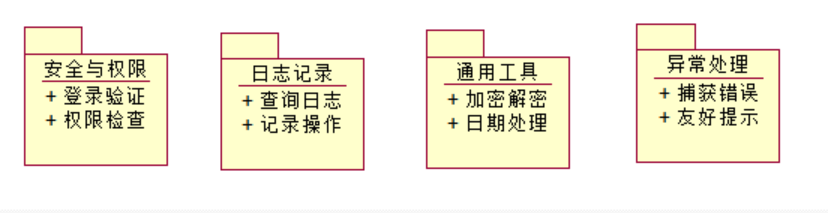 安全与权限
+ 登录验证
+ 权限检查
日志记录
+ 查询日志
+ 记录操作
通用工具
+ 加密解密
+ 日期处理
异常处理
+ 捕获错误
+ 友好提示